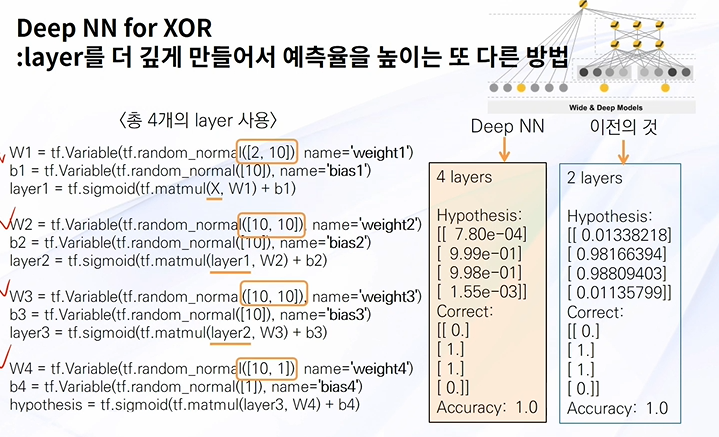 Deep NN for XOR
:layer를 더 깊게 만들어서 예측율을 높이는 또 다른 방법
Wide & Deep Models
<총 4개의 layer 사용>
W1 = tf.Variable(tf.random_normal([2, 10]), name='weight1')
b1 = tf.Variable(tf.random_normal([10]), name='bias1')
layer1 = tf.sigmoid(tf.matmul(X, W1) + b1)
W2 = tf.Variable(tf.random_normal([10, 10]), name='weight2')
b2 = tf.Variable(tf.random_normal([10]), name='bias2')
layer2 = tf.sigmoid(tf.matmul(layer1, W2) + b2)
W3 = tf.Variable(tf.random_normal([10, 10]), name='weight3')
b3 = tf.Variable(tf.random_normal([10]), name='bias3')
layer3 = tf.sigmoid(tf.matmul(layer2, W3) + b3)
W4 = tf.Variable(tf.random_normal([10, 1]), name='weight4')
b4 = tf.Variable(tf.random_normal([1]), name='bias4')
hypothesis = tf.sigmoid(tf.matmul(layer3, W4) + b4)
Deep NN
4 layers
Hypothesis:
[[ 7.80e-04]
[ 9.99e-01]
[ 9.98e-01]
[ 1.55e-03]]
Correct:
[[ 0.]
[ 1.]
[ 1.]
[ 0.]]
Accuracy: 1.0
이전의 것
2 layers
Hypothesis:
[[ 0.01338218]
[ 0.98166394]
[ 0.98809403]
[ 0.01135799]]
Correct:
[[ 0.]
[ 1.]
[ 1.]
[ 0.]]
Accuracy: 1.0